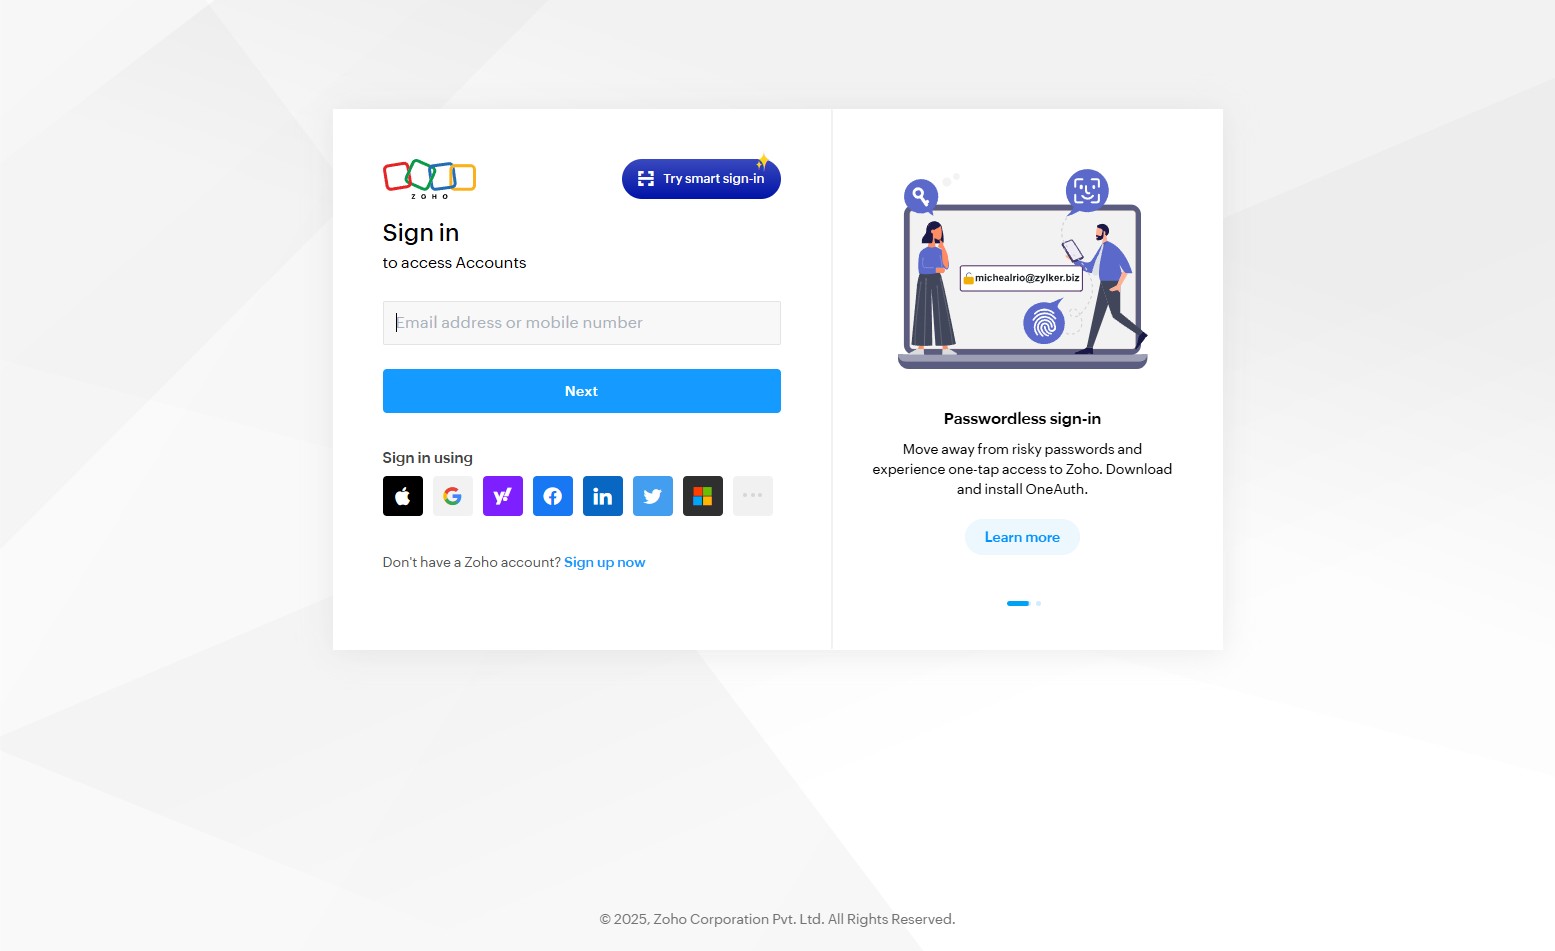 ZOHO
Try smart sign-in
Sign in
to access Accounts
Email address or mobile number
Next
Sign in using
Don't have a Zoho account? Sign up now
michealrio@zylker.biz
Passwordless sign-in
Move away from risky passwords and
experience one-tap access to Zoho. Download
and install OneAuth.
Learn more
© 2025, Zoho Corporation Pvt. Ltd. All Rights Reserved.